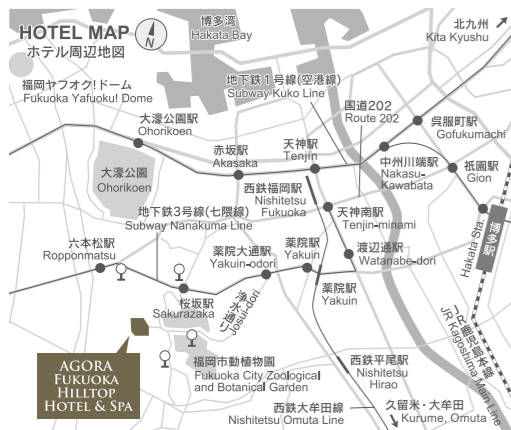 HOTEL MAP
ホテル周辺地図
N
博多湾
Hakata Bay
北九州
Kita Kyushu
福岡ヤフオク!ドーム
Fukuoka Yafuoku! Dome
地下鉄1号線(空港線)
Subway Kuko Line
国道202
Route 202
大濠公園駅
Ohorikoen
呉服町駅
Gofukumachi
赤坂駅
Akasaka
天神駅
Tenjin
中州川端駅
Nakasu-
Kawabata
祇園駅
Gion
大濠公園
Ohorikoen
西鉄福岡駅
Nishitetsu
Fukuoka
博多駅
Hakata Sta.
地下鉄3号線(七隈線)
Subway Nanakuma Line
天神南駅
Tenjin-minami
六本松駅
Ropponmatsu
薬院大通駅
Yakuin-odori
薬院駅
Yakuin
渡辺通駅
Watanabe-dori
桜坂駅
Sakurazaka
浄水通り
Josuidori
薬院駅
Yakuin
JR鹿児島本線
JR Kagoshima Main Line
AGORA
FUKUOKA
HILLTOP
HOTEL & SPA
福岡市動植物園
Fukuoka City Zoological
and Botanical Garden
西鉄平尾駅
Nishitetsu
Hirao
西鉄大牟田線
Nishitetsu Omuta Line
久留米・大牟田
Kurume, Omuta